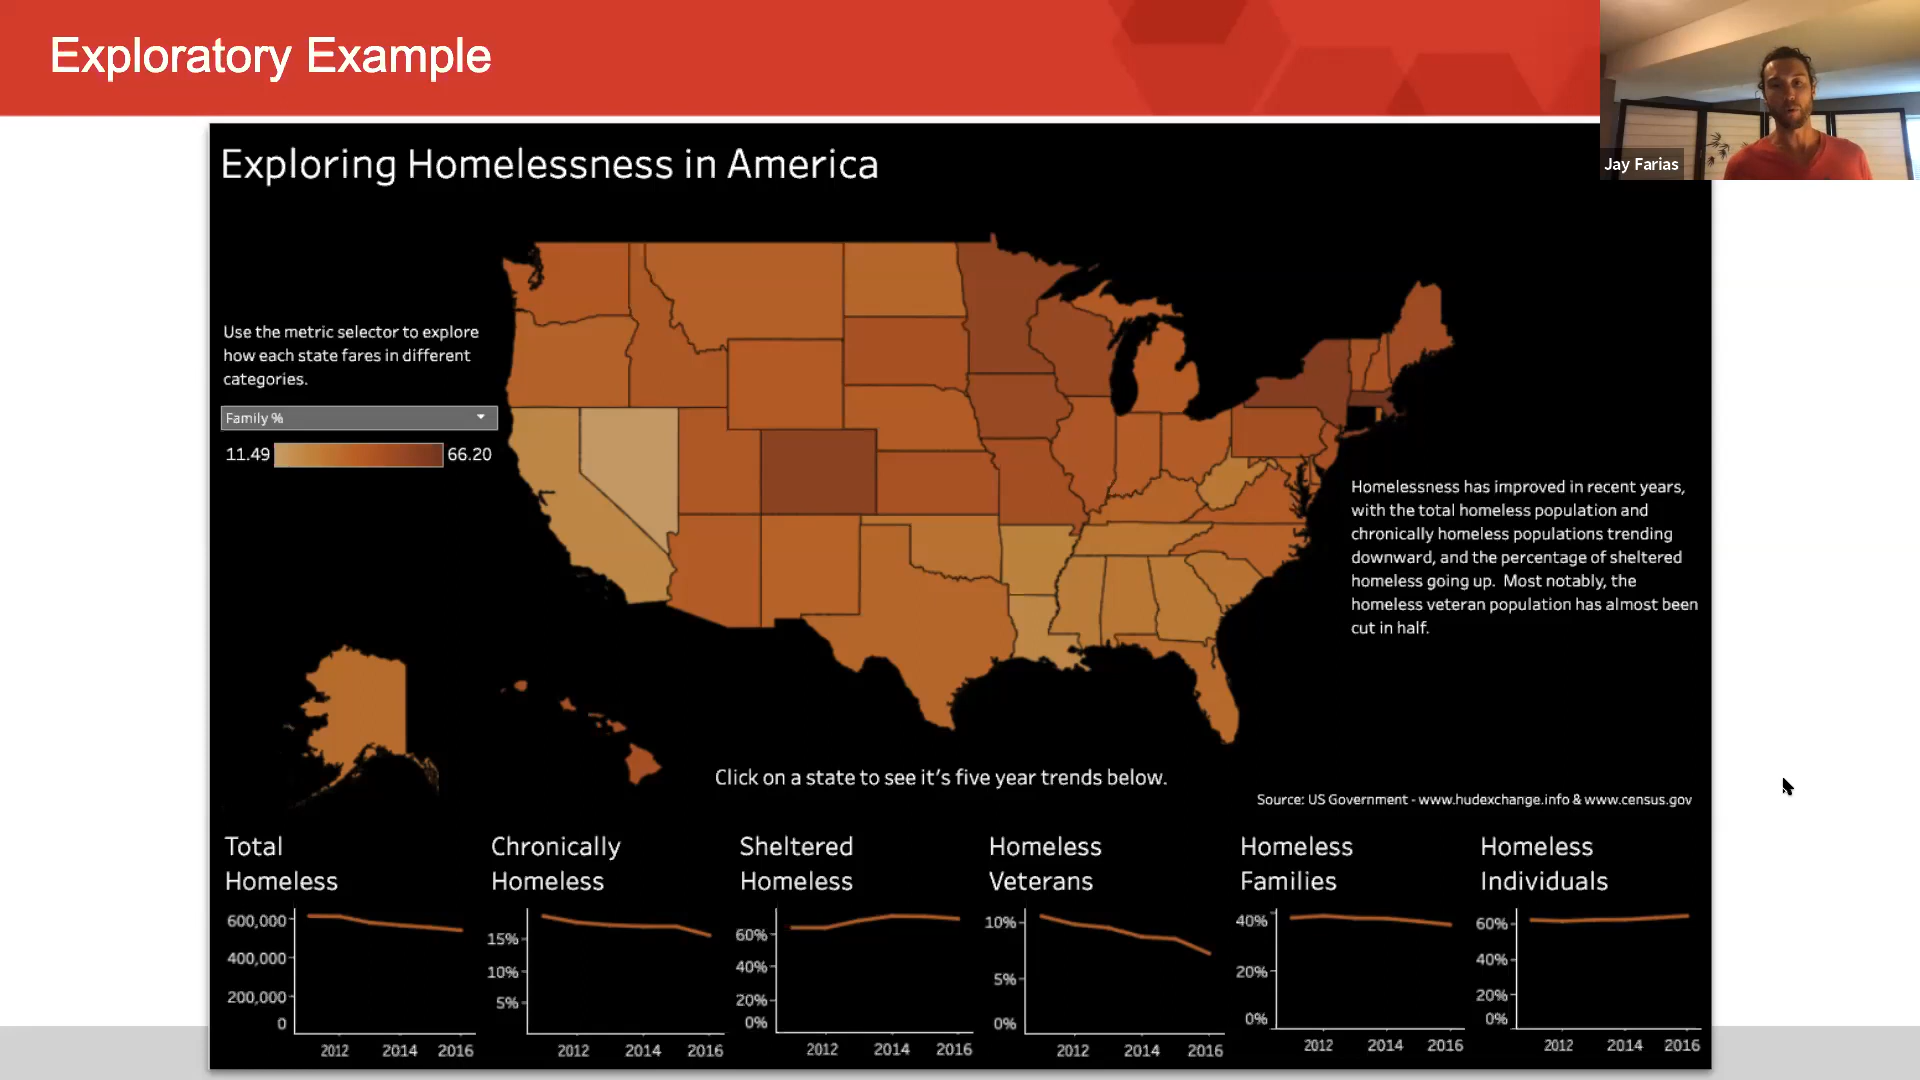 Exploratory Example
Jay Farias
Exploring Homelessness in America
Use the metric selector to explore
how each state fares in different
categories.
Family %
11.49
66.20
Homelessness has improved in recent years,
with the total homeless population and
chronically homeless populations trending
downward, and the percentage of sheltered
homeless going up. Most notably, the
homeless veteran population has almost been
cut in half.
Click on a state to see it's five year trends below.
Source: US Government - www.hudexchange.info & www.census.gov
Total
Homeless
600,000
400,000
200,000
0
2012 2014 2016
Chronically
Homeless
15%
10%
5%
2012 2014 2016
Sheltered
Homeless
60%
40%
20%
0%
2012 2014 2016
Homeless
Veterans
10%
5%
0%
2012 2014 2016
Homeless
Families
40%
20%
0%
2012 2014 2016
Homeless
Individuals
60%
40%
20%
0%
2012 2014 2016